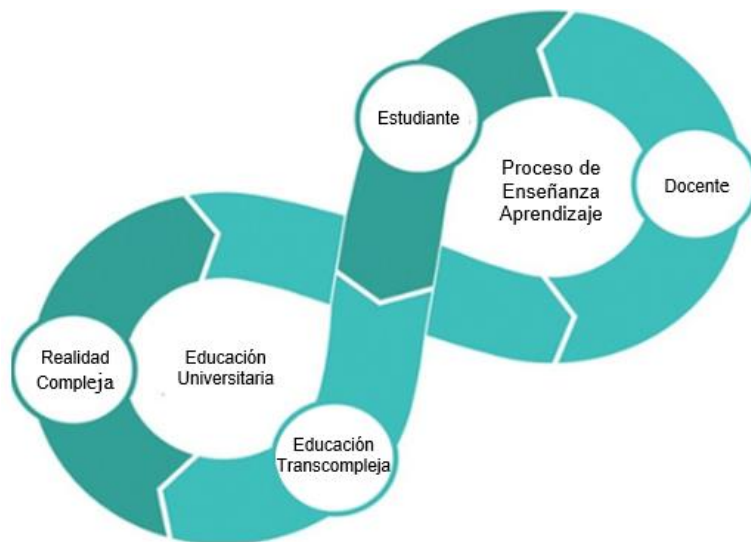 Estudiante
Proceso de
Enseñanza
Aprendizaje
Docente
Realidad
Compleja
Educación
Universitaria
Educación
Transcompleja